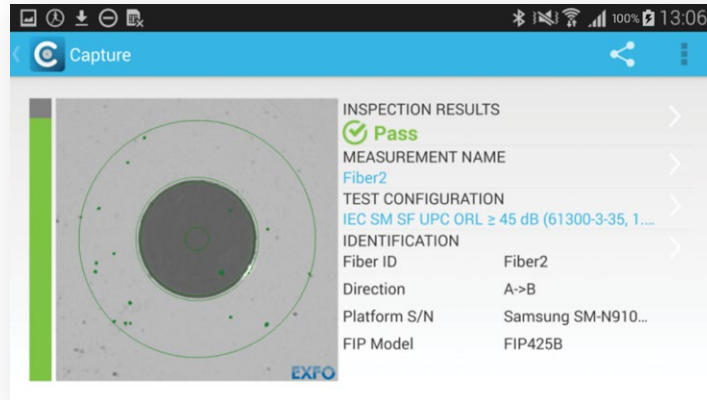 100% 13:06
Capture
INSPECTION RESULTS
Pass
MEASUREMENT NAME
Fiber2
TEST CONFIGURATION
IEC SM SF UPC ORL ≥ 45 dB (61300-3-35, 1....
IDENTIFICATION
Fiber ID Fiber2
Direction A->B
Platform S/N Samsung SM-N910...
FIP Model FIP425B
EXFO